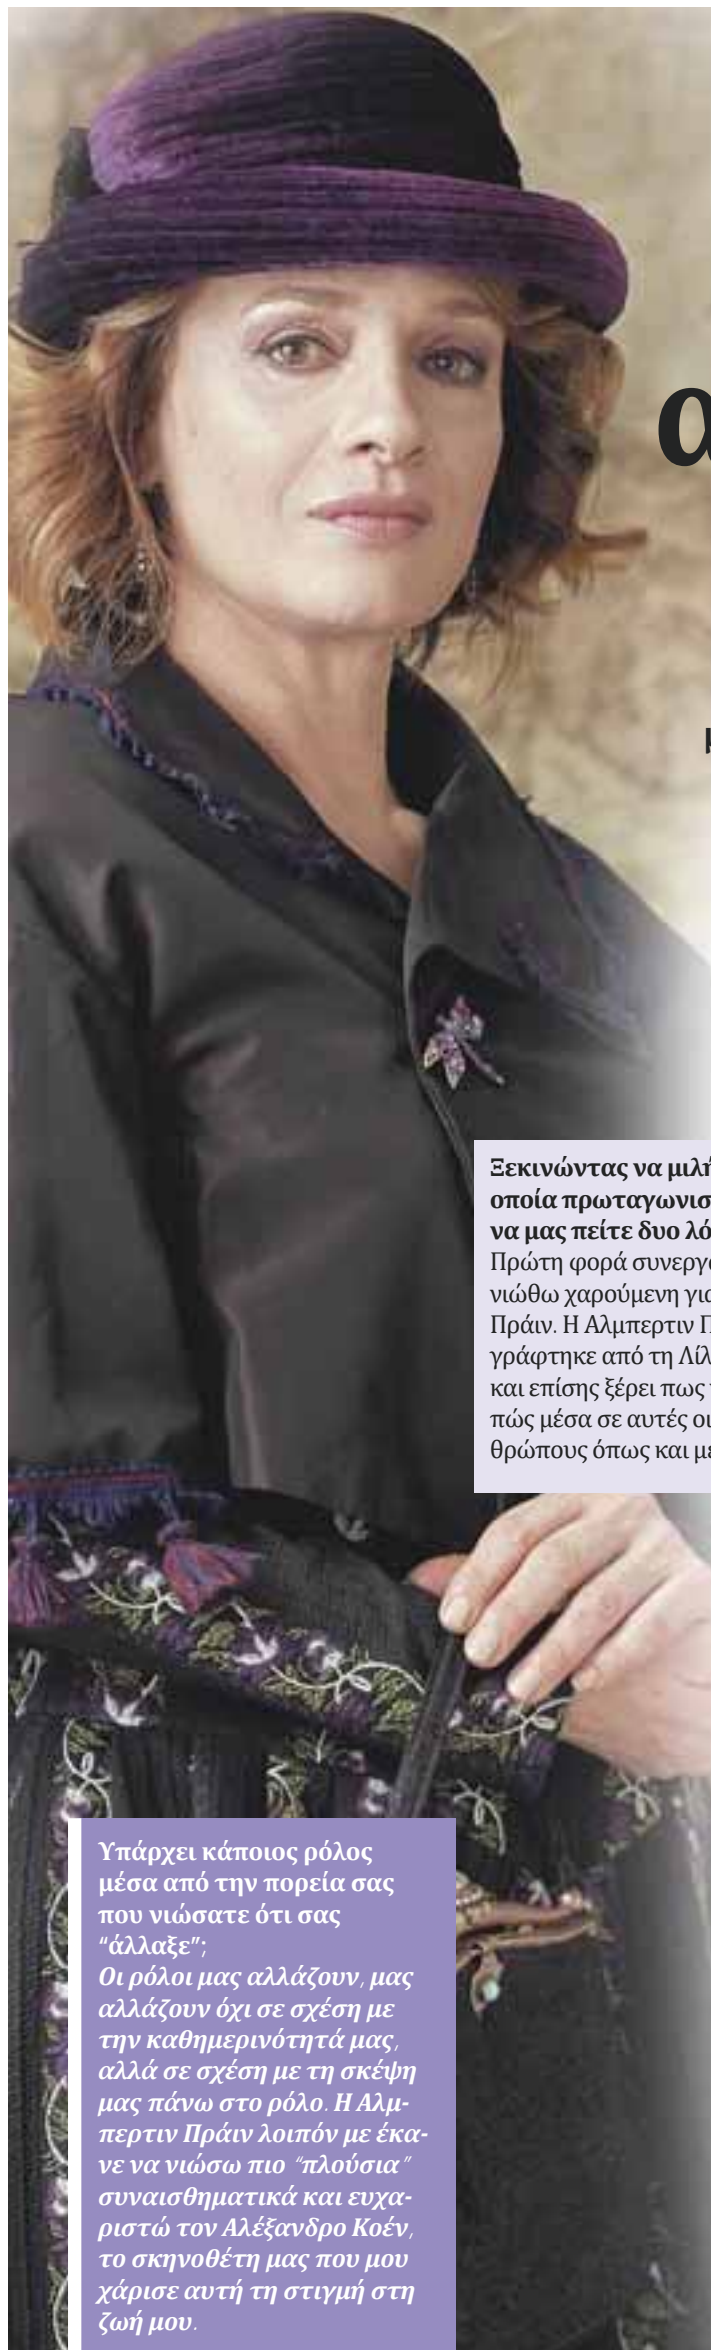 α
Ξεκινώντας να μιλή
οποία πρωταγωνισ
να μας πείτε δυο λό
Πρώτη φορά συνεργ
νιώθω χαρούμενη για
Πράιν. Η Αλμπερτιν Π
γράφτηκε από τη Λίλ
και επίσης ξέρει πως
πώς μέσα σε αυτές οι
θρώπους όπως και με
Υπάρχει κάποιος ρόλος
μέσα από την πορεία σας
που νιώσατε ότι σας
“άλλαξε”;
Οι ρόλοι μας αλλάζουν, μας
αλλάζουν όχι σε σχέση με
την καθημερινότητά μας,
αλλά σε σχέση με τη σκέψη
μας πάνω στο ρόλο. Η Αλμ-
περτιν Πράιν λοιπόν με έκα-
νε να νιώσω πιο “πλούσια”
συναισθηματικά και ευχα-
ριστώ τον Αλέξανδρο Κοέν,
το σκηνοθέτη μας που μου
χάρισε αυτή τη στιγμή στη
ζωή μου.